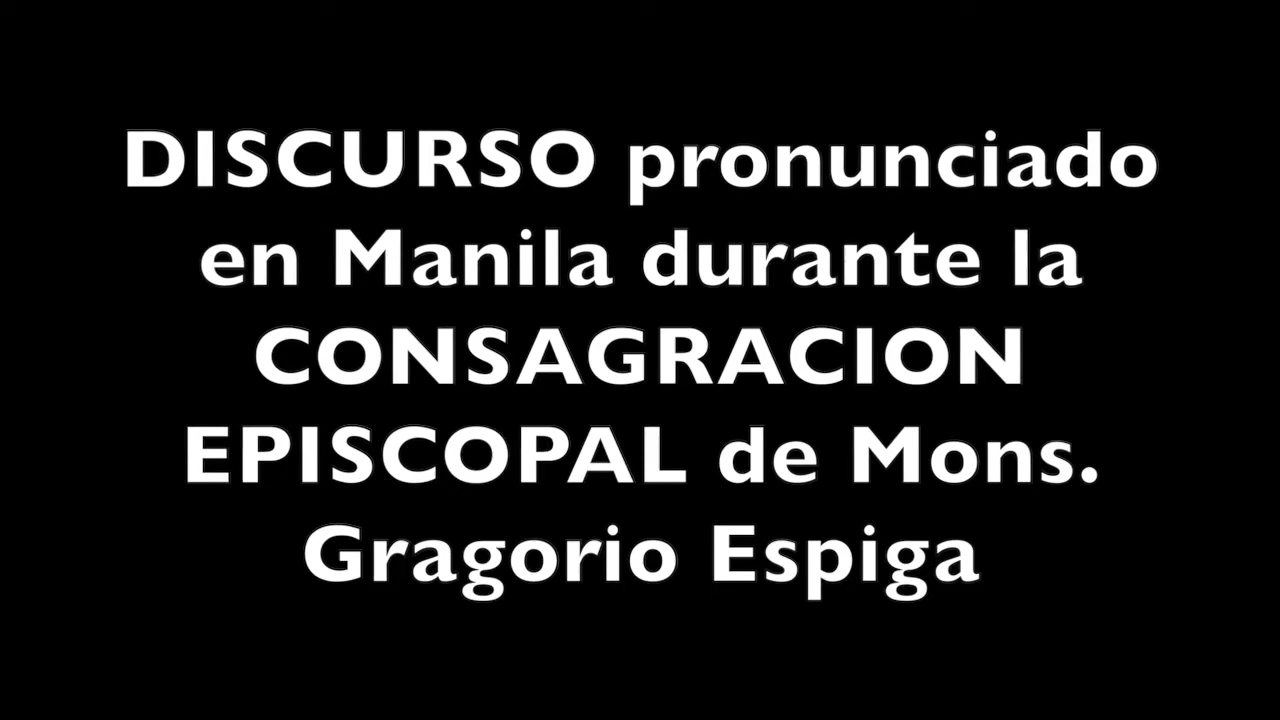 DISCURSO pronunciado
en Manila durante la
CONSAGRACION
EPISCOPAL de Mons.
Gragorio Espiga